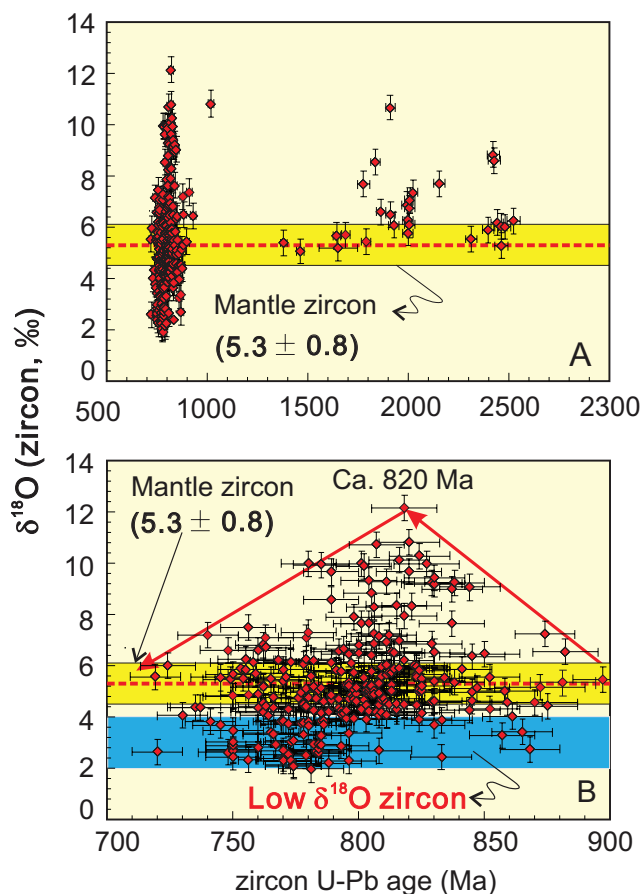 δ18O (zircon, ‰)
14
12
10
8
6
4
2
0
Mantle zircon
(5.3 ± 0.8)
A
500 1000 1500 2000 2500 2300
14
12
10
8
6
4
2
0
Mantle zircon
(5.3 ± 0.8)
Ca. 820 Ma
Low δ18O zircon
B
700 750 800 850 900
zircon U-Pb age (Ma)